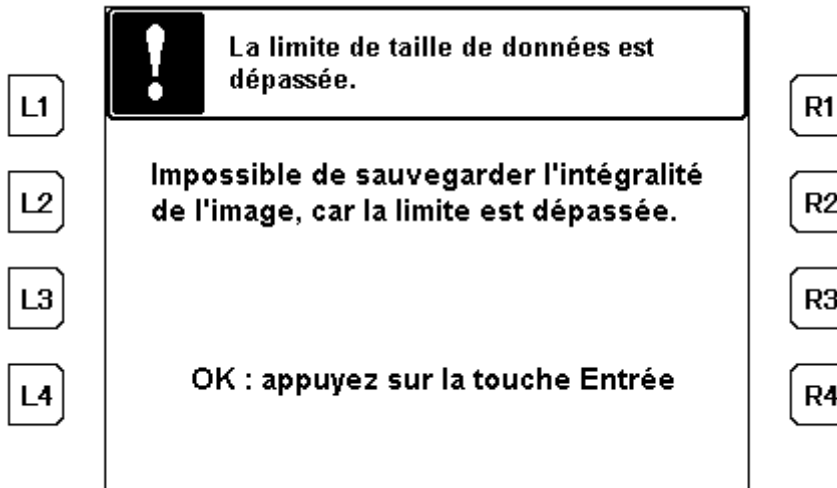 La limite de taille de données est
dépassée.
L1
R1
Impossible de sauvegarder l'intégralité
de l'image, car la limite est dépassée.
L2
R2
L3
R3
OK : appuyez sur la touche Entrée
L4
R4